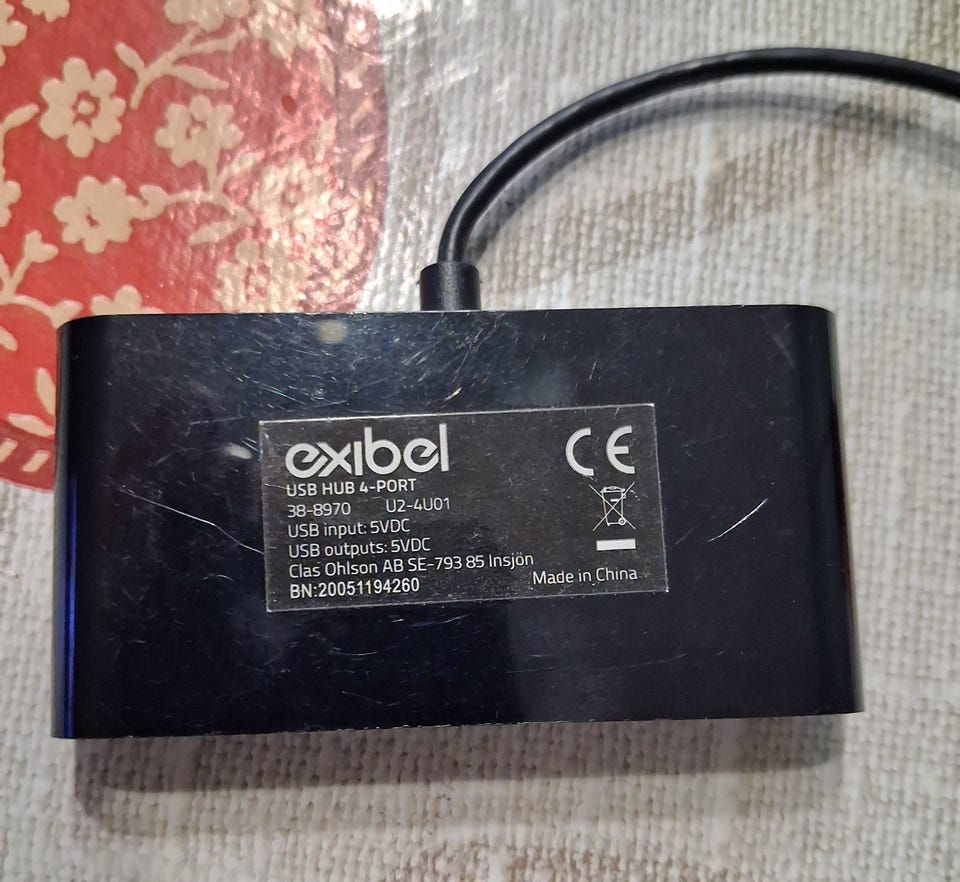 exibel
CE
USB HUB 4-PORT
38-8970 U2-4U01
USB input: 5VDC
USB outputs: 5VDC
Clas Ohlson AB SE-793 85 Insjön
BN:20051194260
Made in China